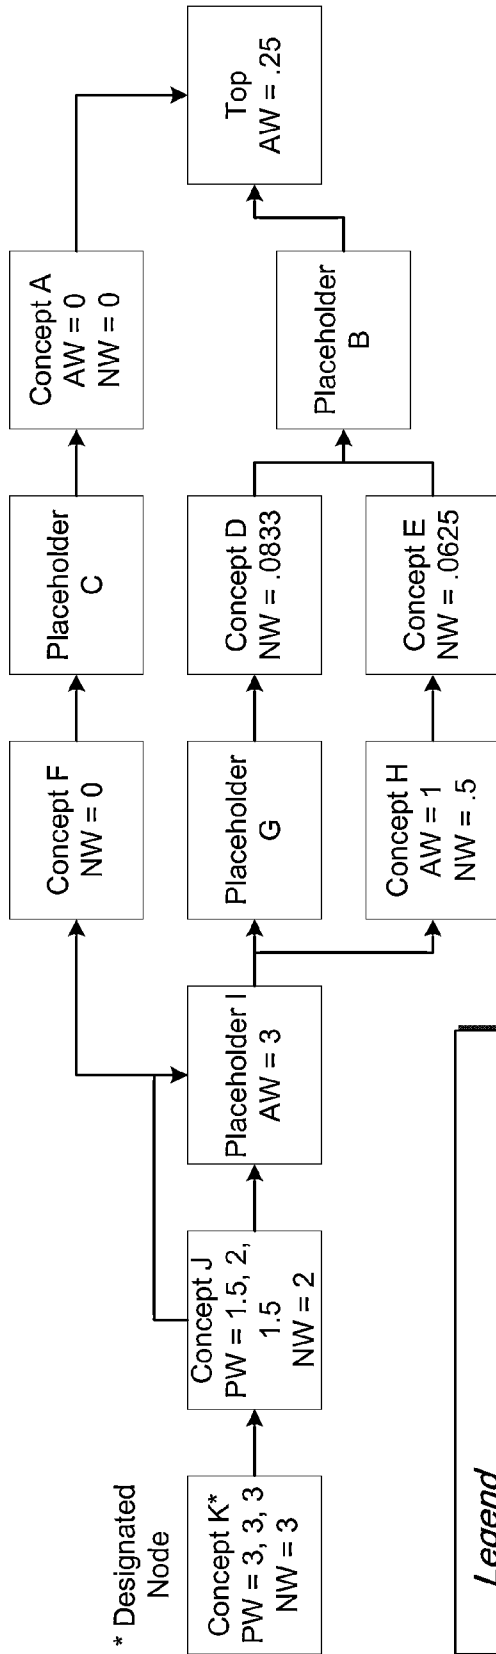 * Designated
Node
Concept K*
PW = 3, 3, 3
NW = 3
Concept J
PW = 1.5, 2,
1.5
NW = 2
Placeholder I
AW = 3
Concept F
NW = 0
Placeholder
G
Concept H
AW = 1
NW = .5
Placeholder
C
Concept D
NW = .0833
Concept E
NW = .0625
Concept A
AW = 0
NW = 0
Placeholder
B
Top
AW = .25
Legend